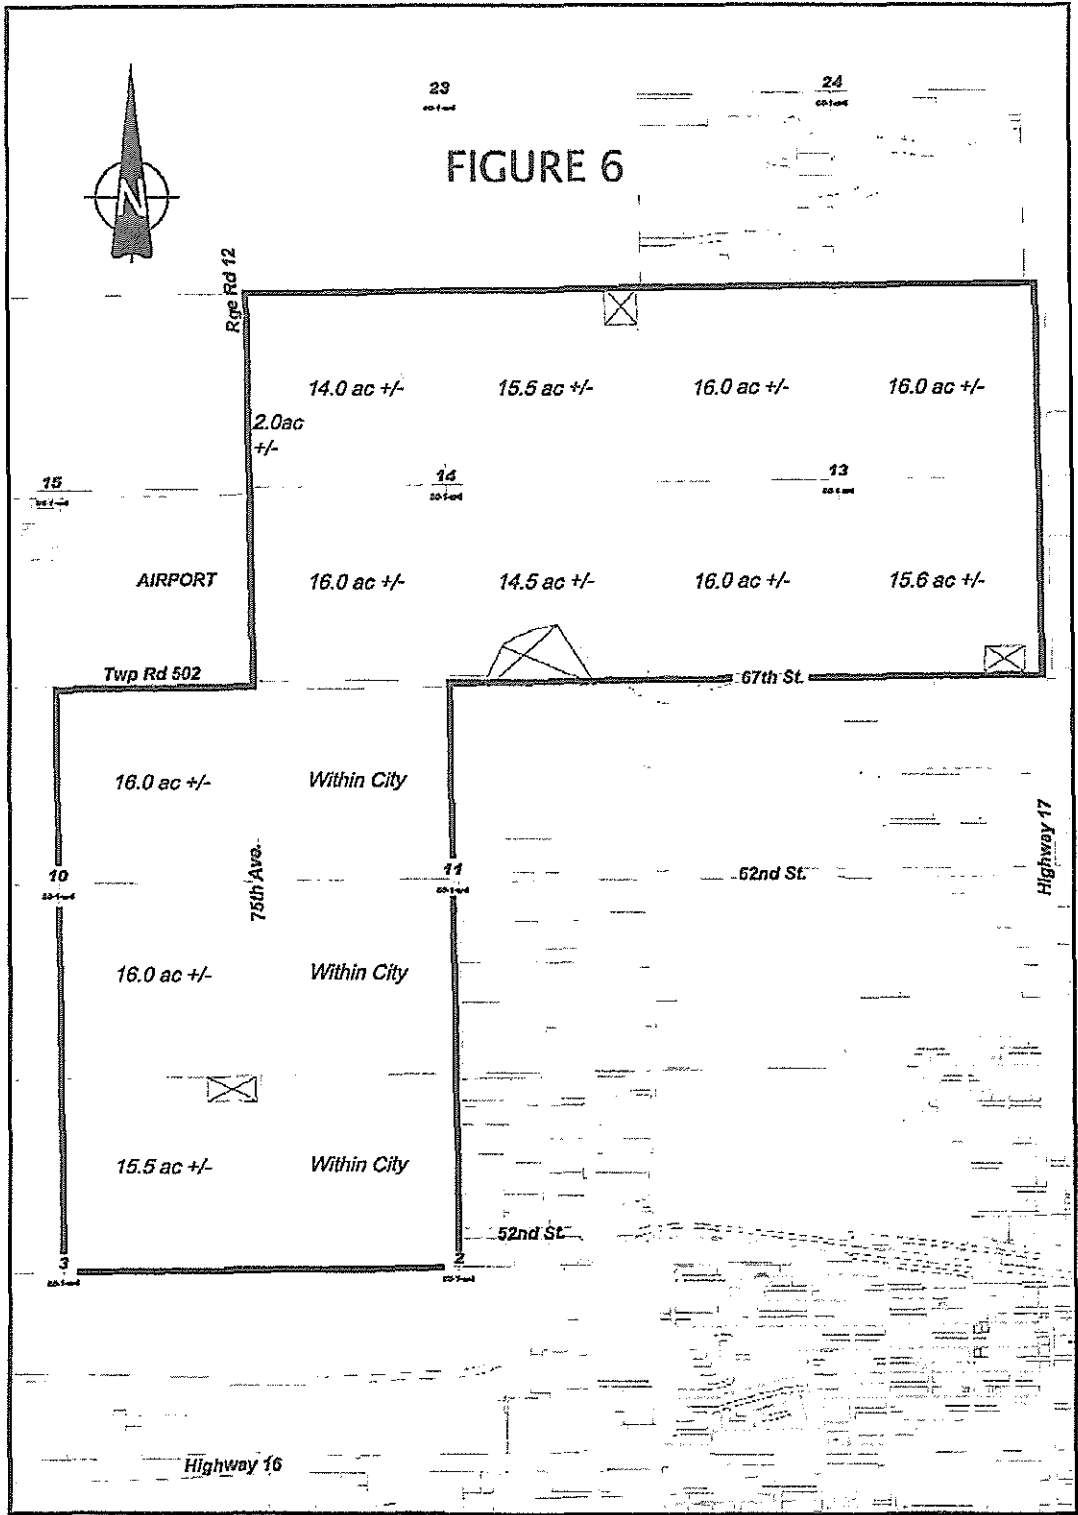 23
24
FIGURE 6
N
Rge Rd 12
14.0 ac +/-
15.5 ac +/-
16.0 ac +/-
16.0 ac +/-
2.0ac
+/-
15
14
13
AIRPORT
16.0 ac +/-
14.5 ac +/-
16.0 ac +/-
15.6 ac +/-
Twp Rd 502
67th St.
16.0 ac +/-
Within City
10
75th Ave.
11
62nd St.
Highway 17
16.0 ac +/-
Within City
15.5 ac +/-
Within City
52nd St.
3
2
Highway 16